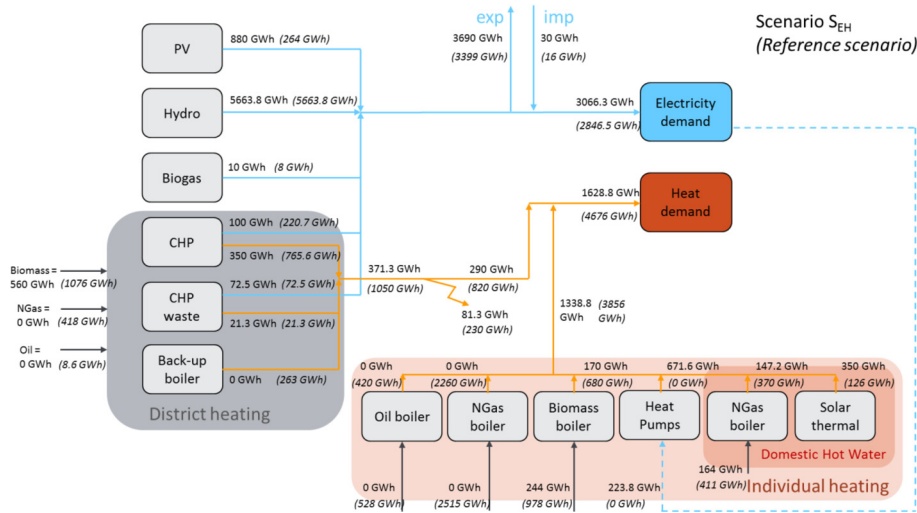 exp
imp
Scenario S_EH
(Reference scenario)
3690 GWh
(3399 GWh)
30 GWh
(16 GWh)
PV
880 GWh (264 GWh)
Hydro
5663.8 GWh (5663.8 GWh)
3066.3 GWh
(2846.5 GWh)
Electricity
demand
Biogas
10 GWh (8 GWh)
1628.8 GWh
(4676 GWh)
Heat
demand
CHP
100 GWh (220.7 GWh)
350 GWh (765.6 GWh)
Biomass =
560 GWh (1076 GWh)
CHP
waste
72.5 GWh (72.5 GWh)
21.3 GWh (21.3 GWh)
371.3 GWh
(1050 GWh)
290 GWh
(820 GWh)
81.3 GWh
(230 GWh)
NGas =
0 GWh (418 GWh)
Oil =
0 GWh (8.6 GWh)
Back-up
boiler
0 GWh (263 GWh)
District heating
1338.8 (3856
GWh GWh)
0 GWh
(420 GWh)
0 GWh
(2260 GWh)
170 GWh
(680 GWh)
671.6 GWh
(0 GWh)
147.2 GWh
(370 GWh)
350 GWh
(126 GWh)
Oil boiler
NGas
boiler
Biomass
boiler
Heat
Pumps
NGas
boiler
Solar
thermal
Domestic Hot Water
0 GWh
(528 GWh)
0 GWh
(2515 GWh)
244 GWh
(978 GWh)
223.8 GWh
(0 GWh)
164 GWh
(411 GWh)
Individual heating